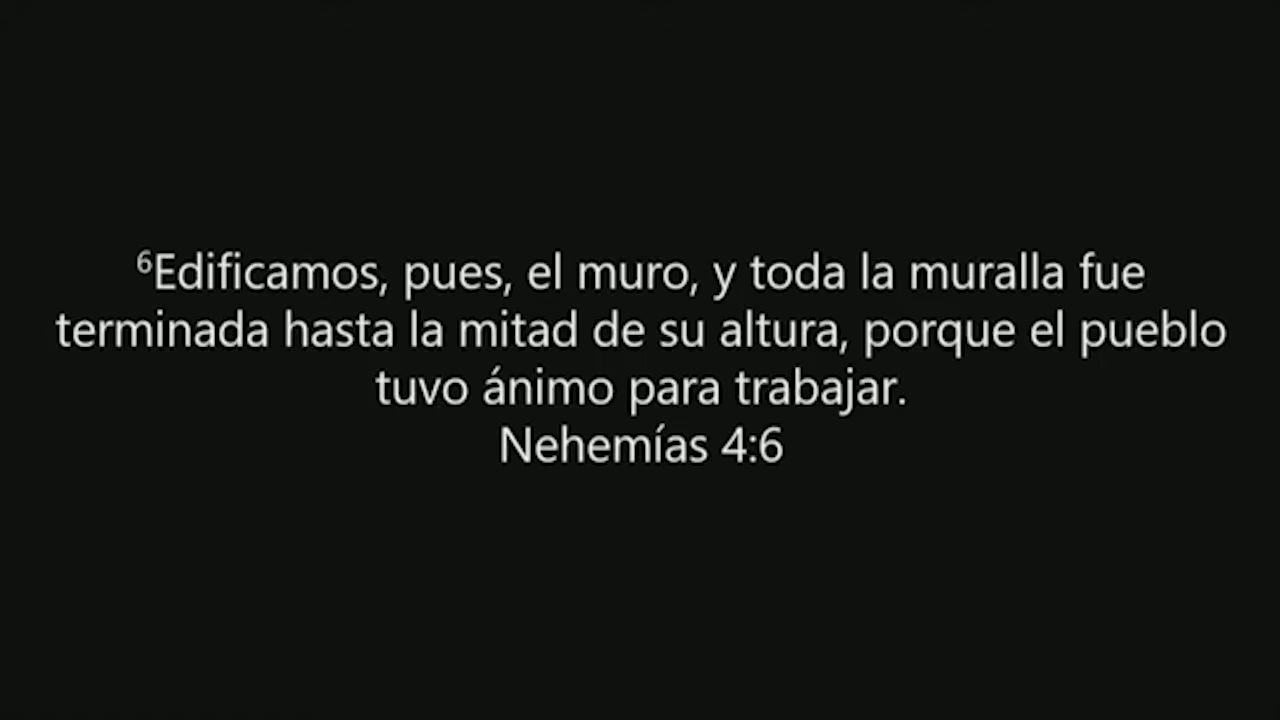 ⁶Edificamos, pues, el muro, y toda la muralla fue
terminada hasta la mitad de su altura, porque el pueblo
tuvo ánimo para trabajar.
Nehemías 4:6